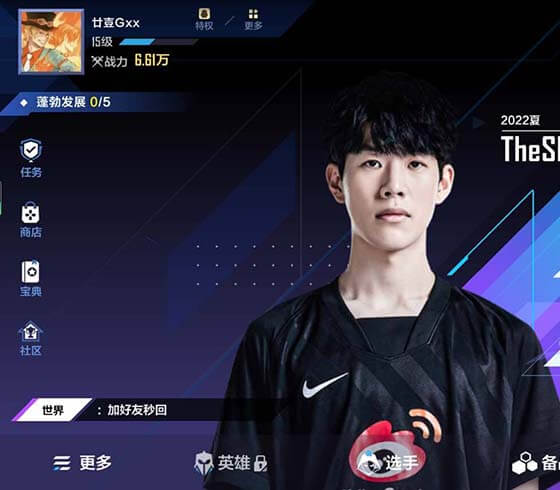 廿壹Gxx
特权
更多
15级
战力 6.61万
蓬勃发展 0/5
2022夏
TheSh
任务
商店
宝典
社区
世界 : 加好友秒回
更多
英雄
选手
备